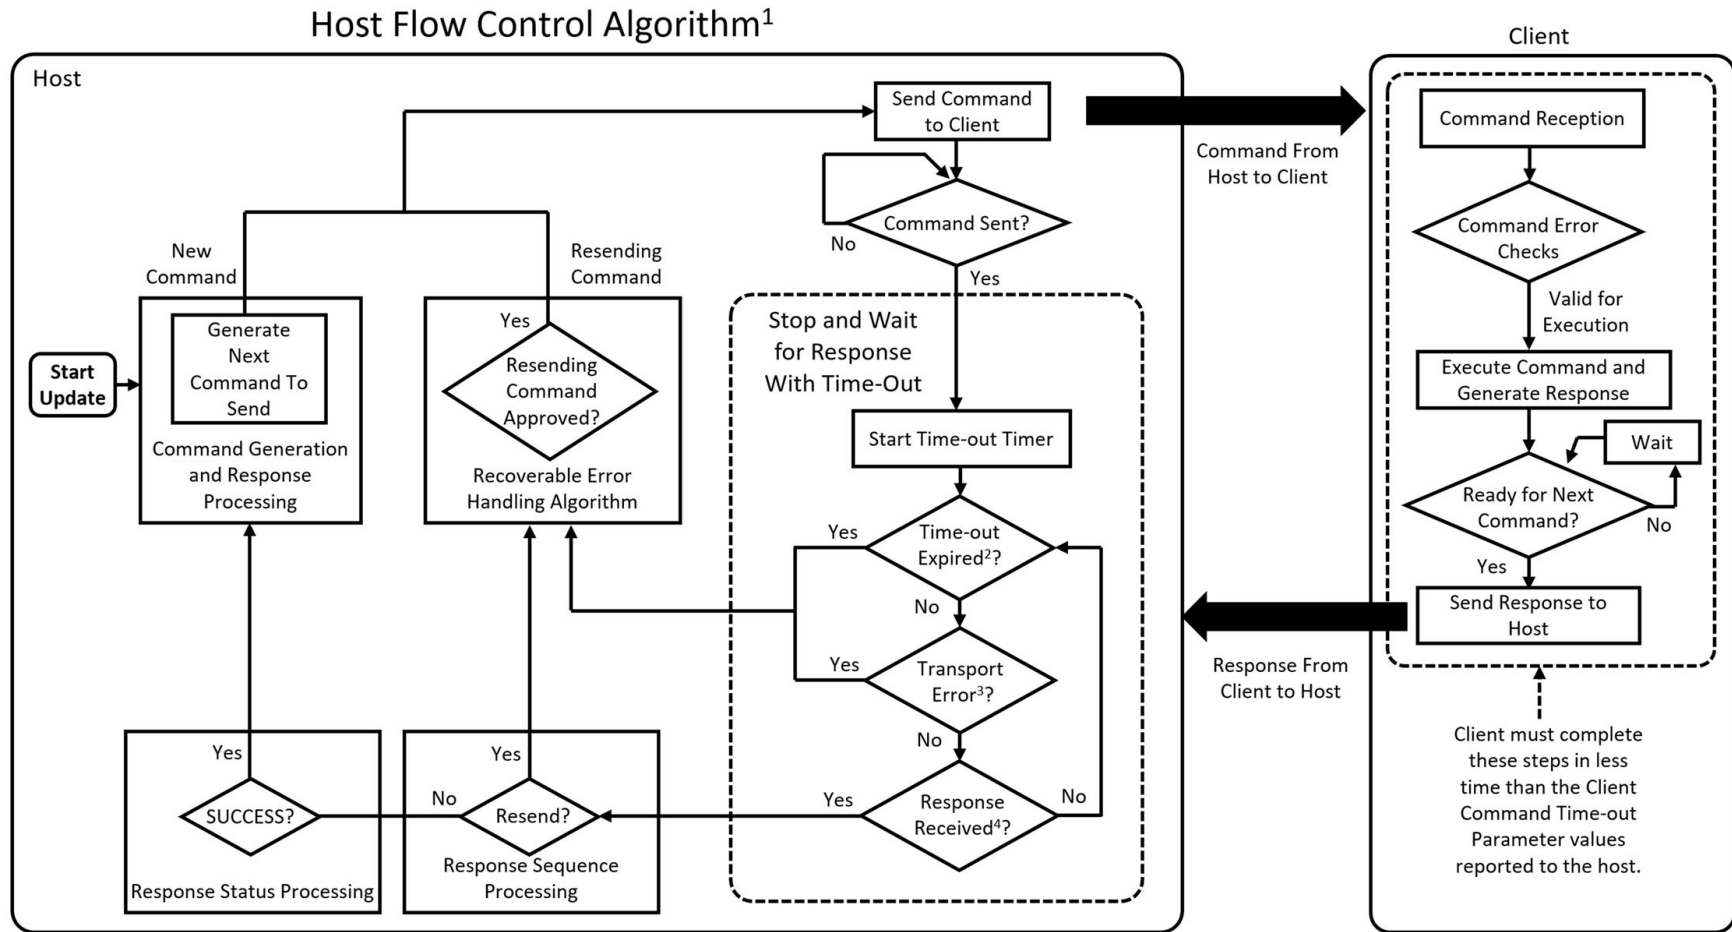 Host Flow Control Algorithm¹
Host
Send Command
to Client
Command Sent?
No
Yes
New
Command
Resending
Command
Start
Update
Generate
Next
Command To
Send
Command Generation
and Response
Processing
Yes
Resending
Command
Approved?
Recoverable Error
Handling Algorithm
Stop and Wait
for Response
With Time-Out
Start Time-out Timer
Time-out
Expired²?
Yes
No
Transport
Error³?
Yes
No
Response
Received⁴?
Yes
No
Yes
SUCCESS?
Response Status Processing
Yes
No
Resend?
Response Sequence
Processing
Command From
Host to Client
Response From
Client to Host
Client
Command Reception
Command Error
Checks
Valid for
Execution
Execute Command and
Generate Response
Wait
Ready for Next
Command?
No
Yes
Send Response to
Host
Client must complete
these steps in less
time than the Client
Command Time-out
Parameter values
reported to the host.